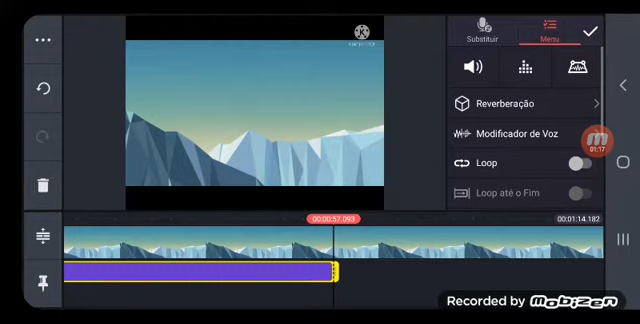 Substituir
Menu
Reverberação
Modificador de Voz
01:17
Loop
Loop até o Fim
00:00:57.093
00:01:14.182
Recorded by mobizen